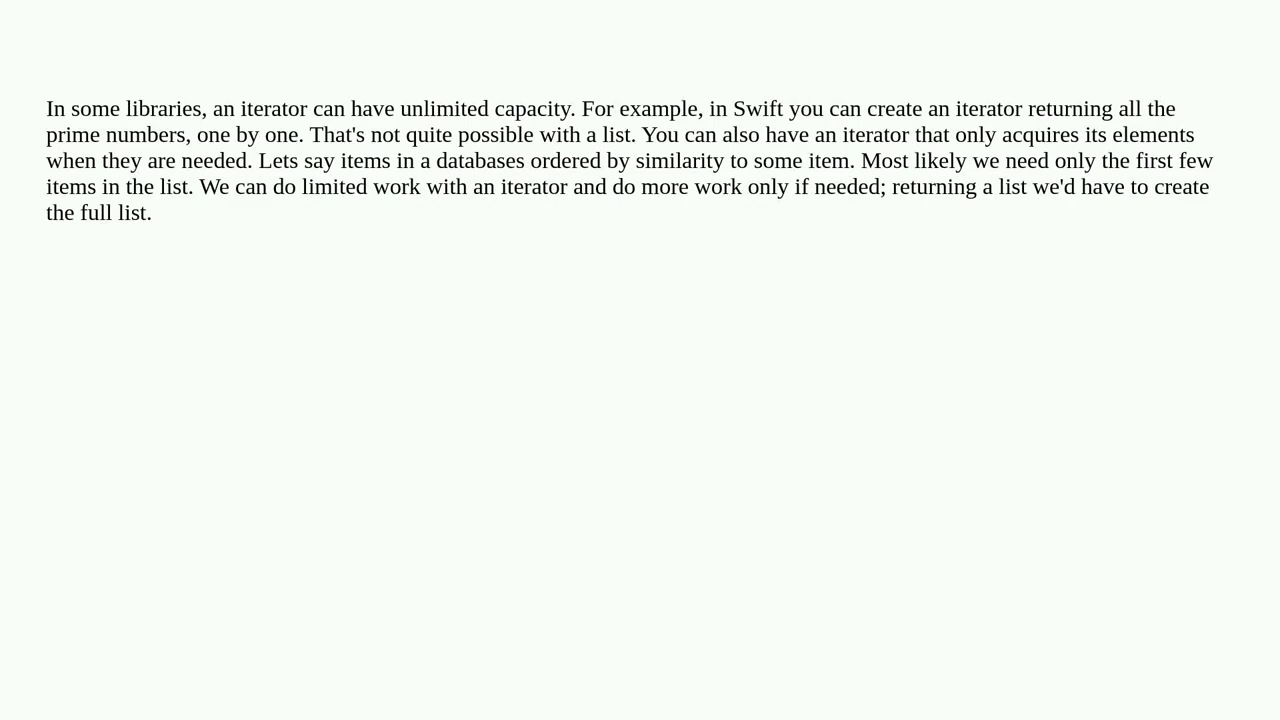 In some libraries, an iterator can have unlimited capacity. For example, in Swift you can create an iterator returning all the
prime numbers, one by one. That's not quite possible with a list. You can also have an iterator that only acquires its elements
when they are needed. Lets say items in a databases ordered by similarity to some item. Most likely we need only the first few
items in the list. We can do limited work with an iterator and do more work only if needed; returning a list we'd have to create
the full list.